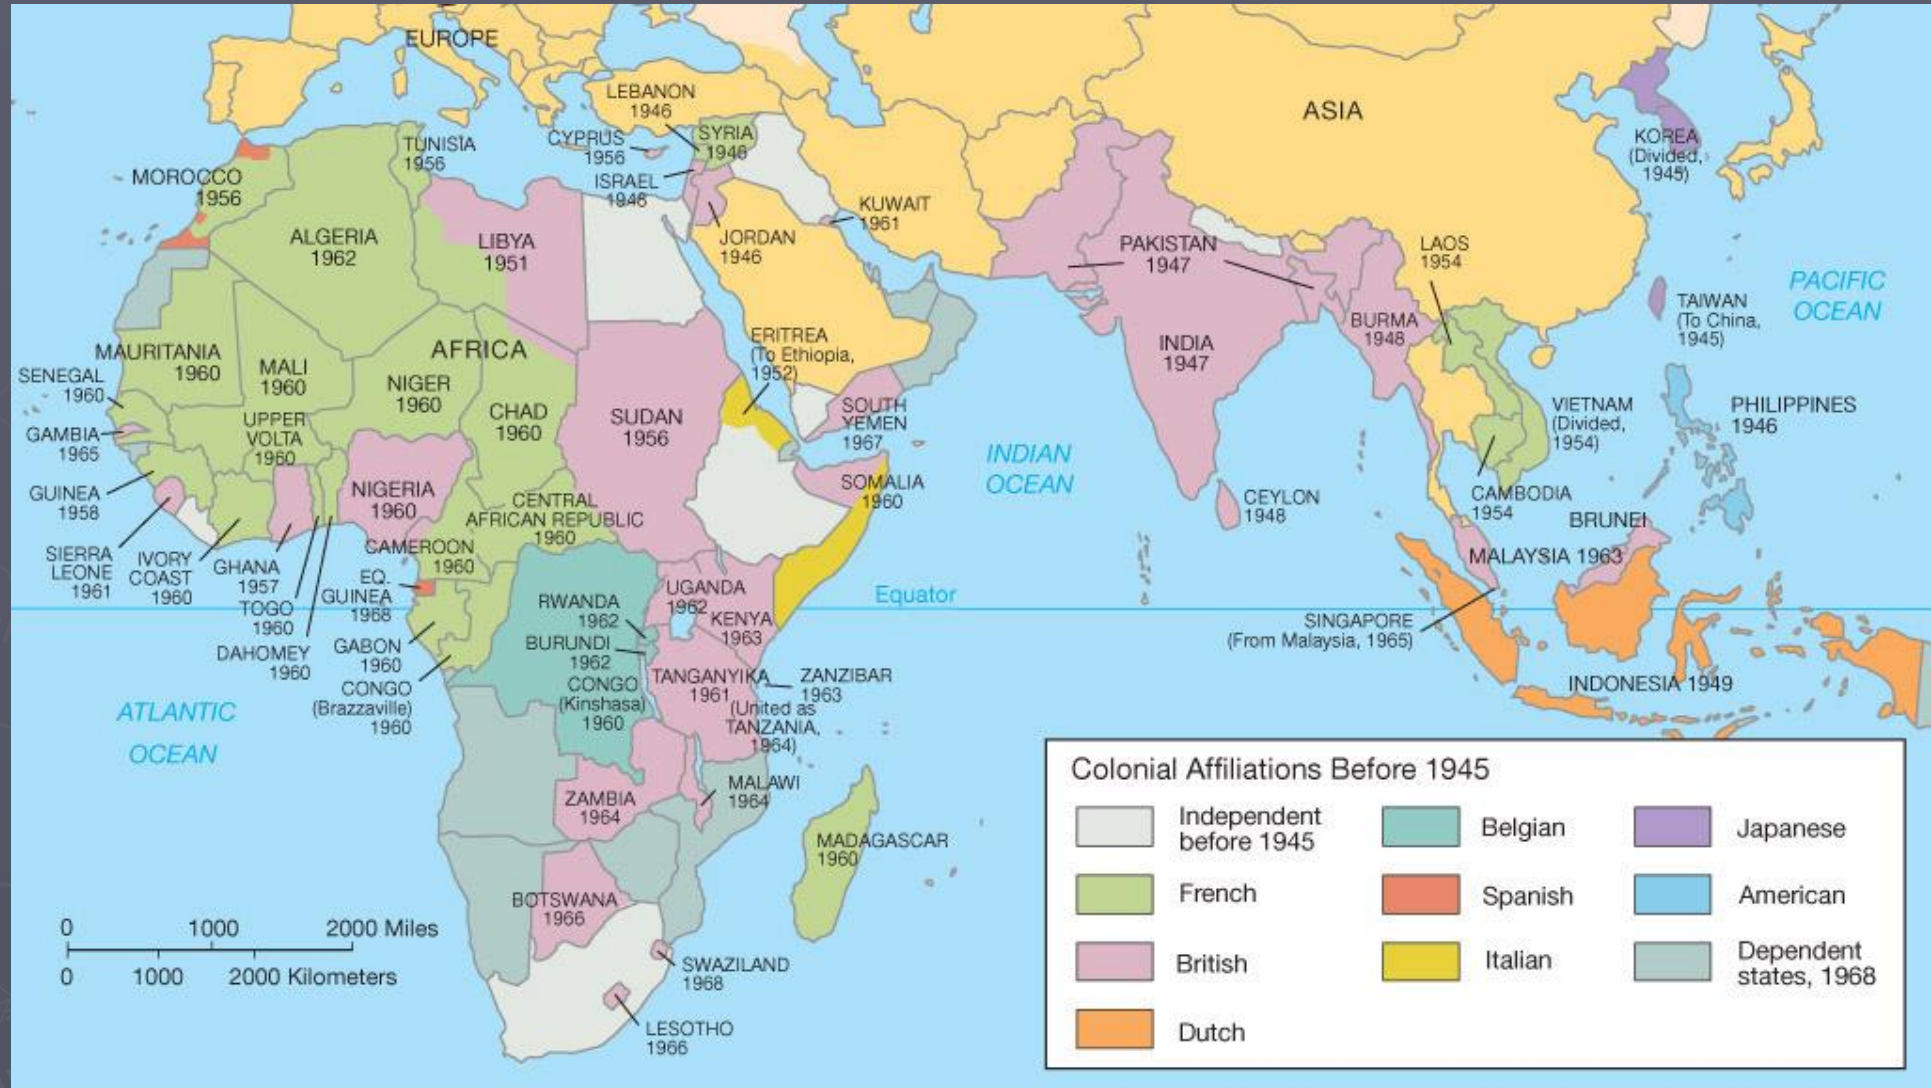 EUROPE
ASIA
LEBANON
1946
CYPRUS
1956
SYRIA
1946
ISRAEL
1948
TUNISIA
1956
MOROCCO
1956
ALGERIA
1962
LIBYA
1951
JORDAN
1946
KUWAIT
1961
PAKISTAN
1947
LAOS
1954
KOREA
(Divided,
1945)
PACIFIC
OCEAN
TAIWAN
(To China,
1945)
MAURITANIA
1960
MALI
1960
AFRICA
NIGER
1960
CHAD
1960
SUDAN
1956
ERITREA
(To Ethiopia,
1952)
INDIA
1947
BURMA
1948
SENEGAL
1960
GAMBIA
1965
UPPER
VOLTA
1960
SOUTH
YEMEN
1967
VIETNAM
(Divided,
1954)
PHILIPPINES
1946
INDIAN
OCEAN
GUINEA
1958
NIGERIA
1960
CENTRAL
AFRICAN REPUBLIC
1960
SOMALIA
1960
CEYLON
1948
CAMBODIA
1954
BRUNEI
MALAYSIA 1963
SIERRA
LEONE
1961
IVORY
COAST
1960
GHANA
1957
TOGO
1960
DAHOMEY
1960
CAMEROON
1960
EQ.
GUINEA
1968
GABON
1960
CONGO
(Brazzaville)
1960
RWANDA
1962
BURUNDI
1962
CONGO
(Kinshasa)
1960
UGANDA
1962
KENYA
1963
Equator
TANGANYIKA
1961
(United as
TANZANIA,
1964)
ZANZIBAR
1963
SINGAPORE
(From Malaysia, 1965)
INDONESIA 1949
ATLANTIC
OCEAN
ZAMBIA
1964
MALAWI
1964
MADAGASCAR
1960
BOTSWANA
1966
SWAZILAND
1968
LESOTHO
1966
0 1000 2000 Miles
0 1000 2000 Kilometers
Colonial Affiliations Before 1945
Independent
before 1945
French
British
Dutch
Belgian
Spanish
Italian
Japanese
American
Dependent
states, 1968